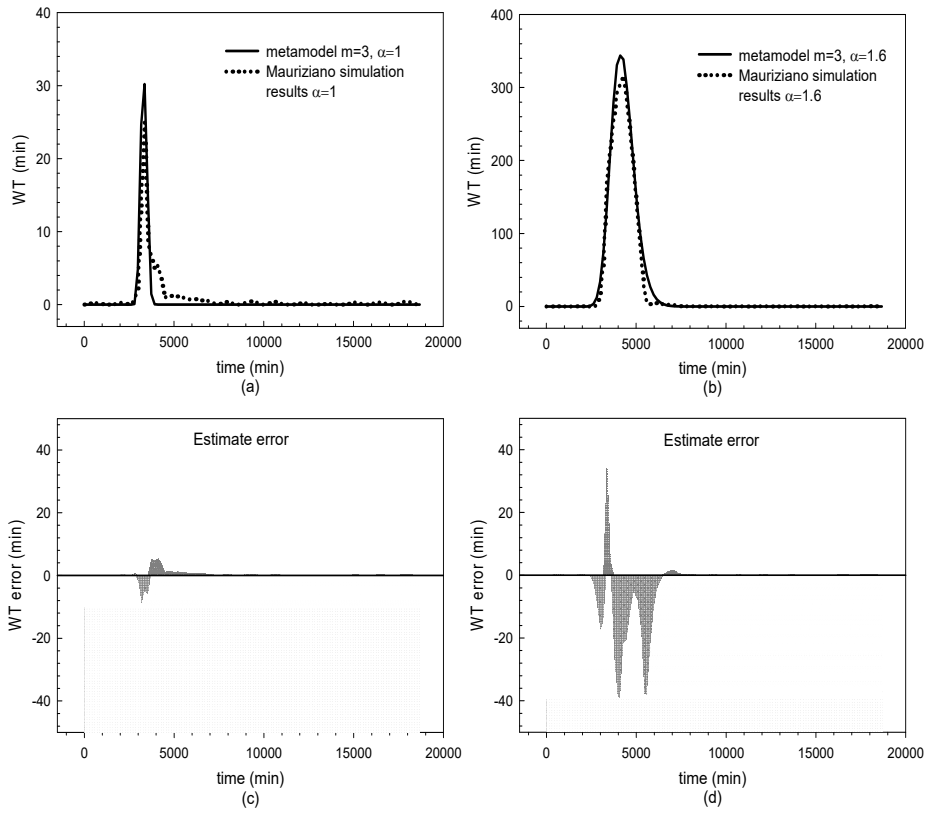 40
30
20
10
0
WT (min)
metamodel m=3, α=1
Mauriziano simulation
results α=1
0 5000 10000 15000 20000
time (min)
(a)
400
300
200
100
0
WT (min)
metamodel m=3, α=1.6
Mauriziano simulation
results α=1.6
0 5000 10000 15000 20000
time (min)
(b)
Estimate error
40
20
0
-20
-40
WT error (min)
0 5000 10000 15000 20000
time (min)
(c)
Estimate error
40
20
0
-20
-40
WT error (min)
0 5000 10000 15000 20000
time (min)
(d)